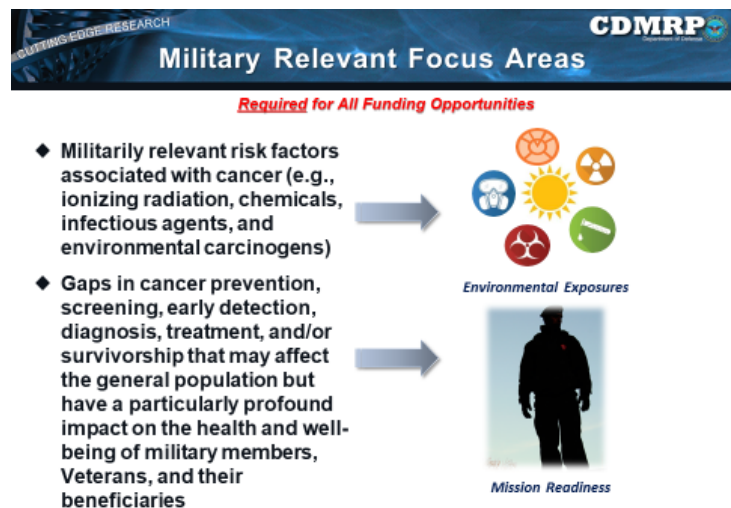 CUTTING EDGE RESEARCH
CDMRP
Department of Defense
Military Relevant Focus Areas
Required for All Funding Opportunities
Militarily relevant risk factors
associated with cancer (e.g.,
ionizing radiation, chemicals,
infectious agents, and
environmental carcinogens)
Environmental Exposures
Gaps in cancer prevention,
screening, early detection,
diagnosis, treatment, and/or
survivorship that may affect
the general population but
have a particularly profound
impact on the health and well-
being of military members,
Veterans, and their
beneficiaries
Mission Readiness